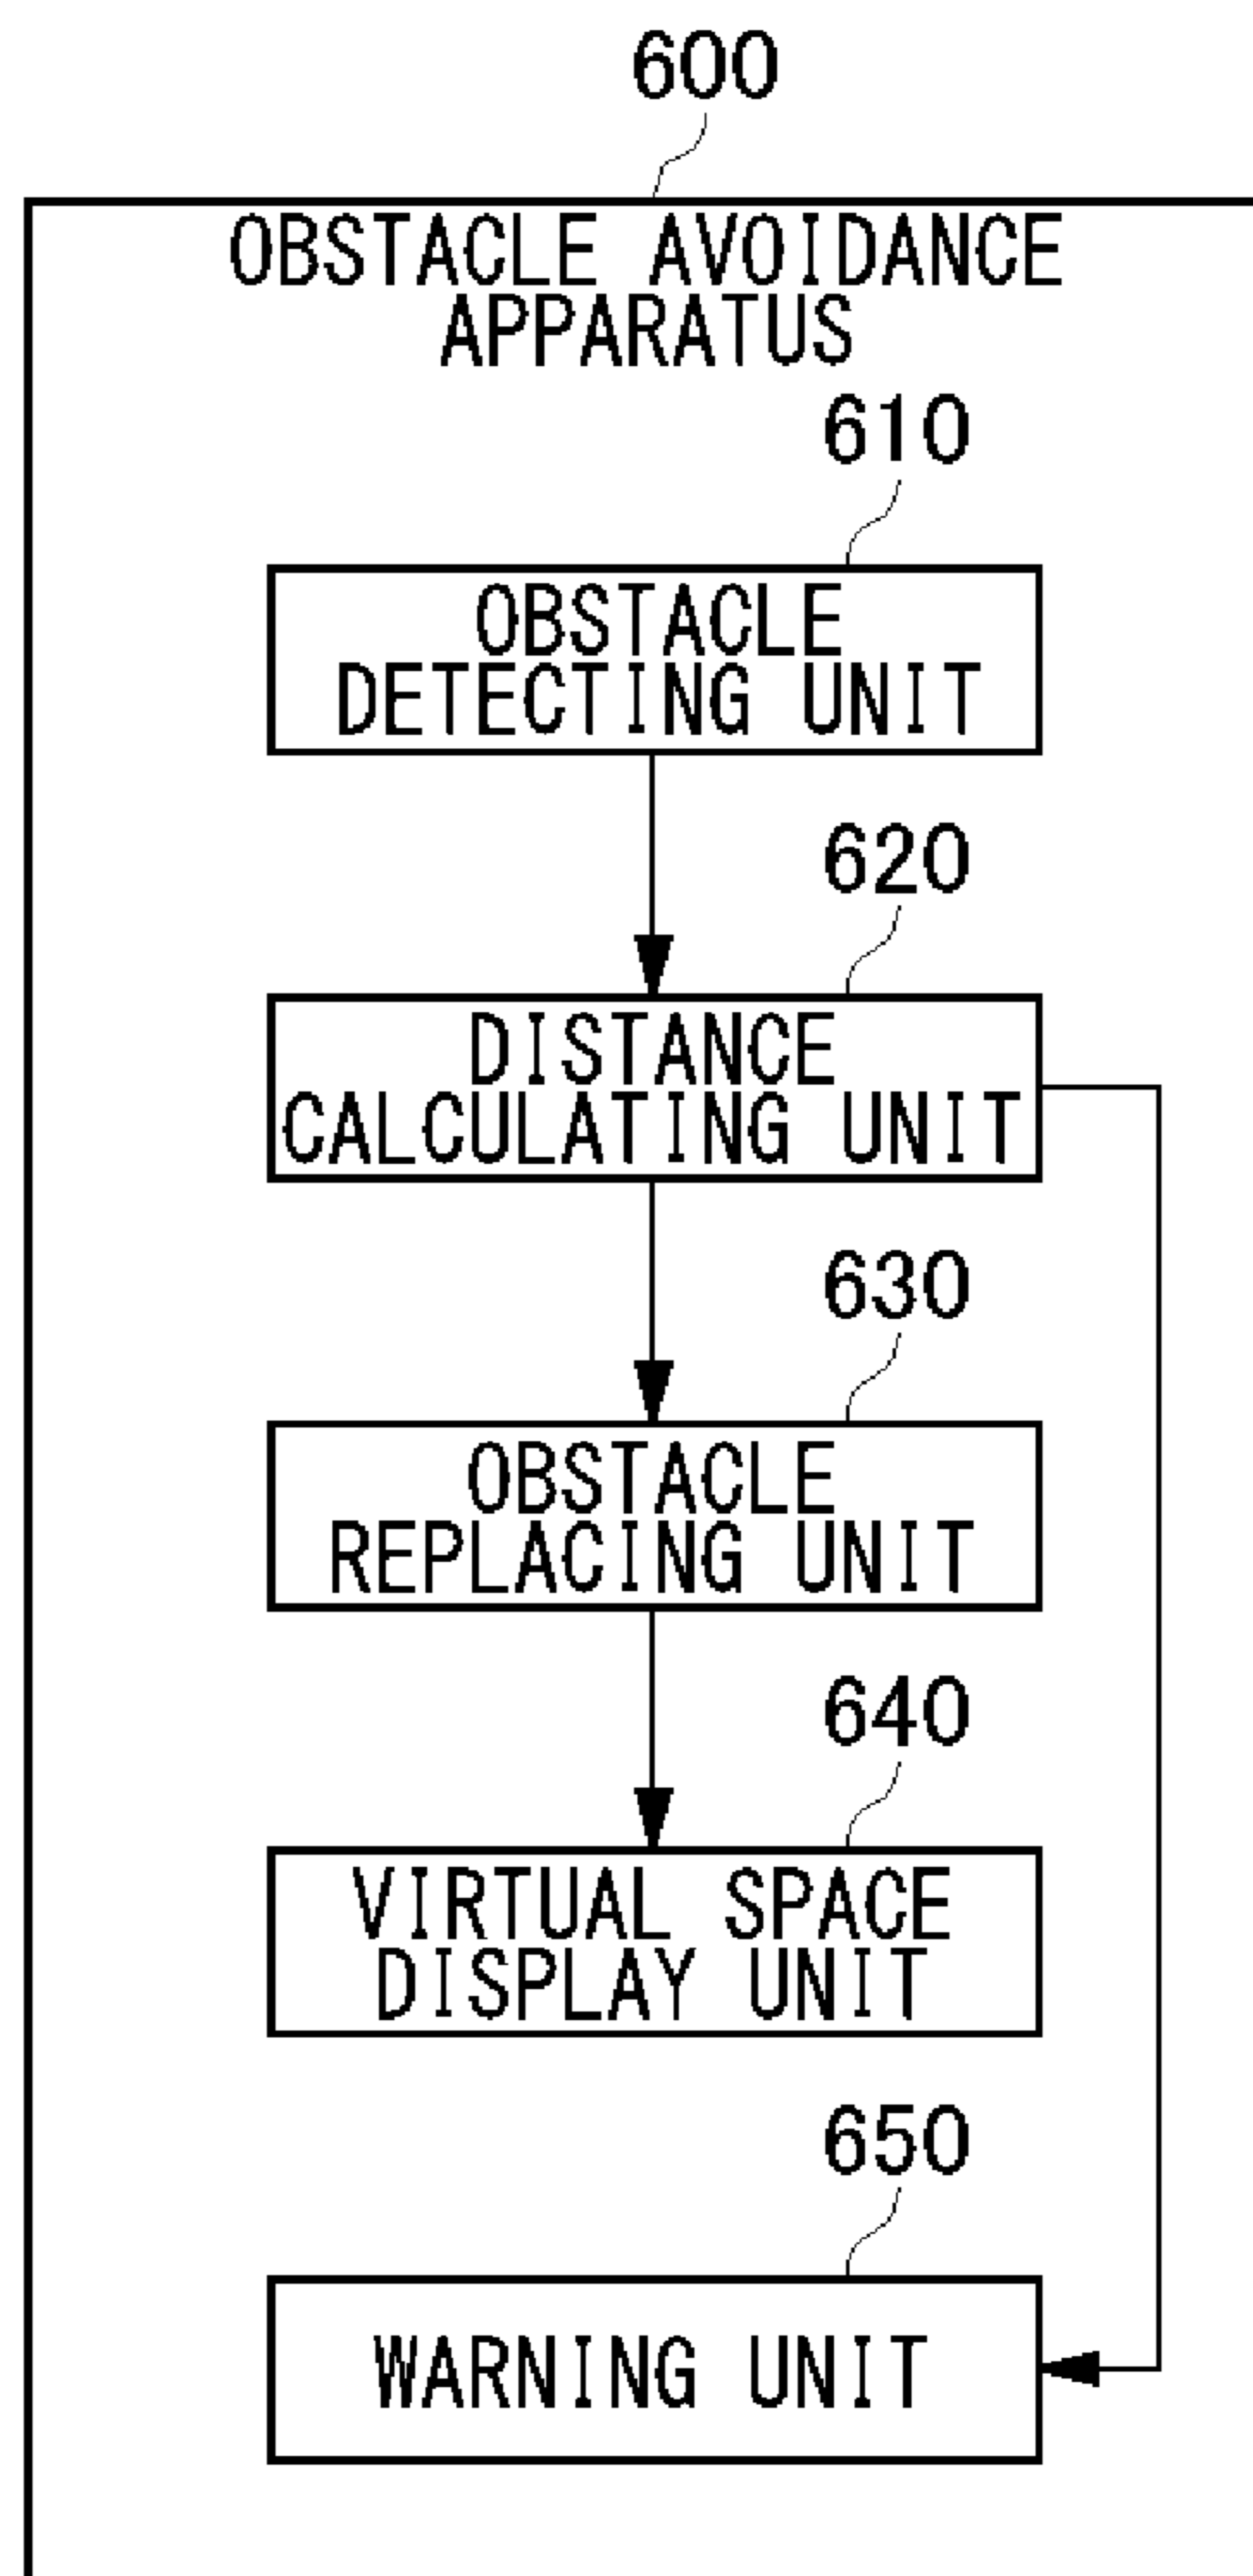 600
OBSTACLE AVOIDANCE
APPARATUS
610
OBSTACLE
DETECTING UNIT
620
DISTANCE
CALCULATING UNIT
630
OBSTACLE
REPLACING UNIT
640
VIRTUAL SPACE
DISPLAY UNIT
650
WARNING UNIT